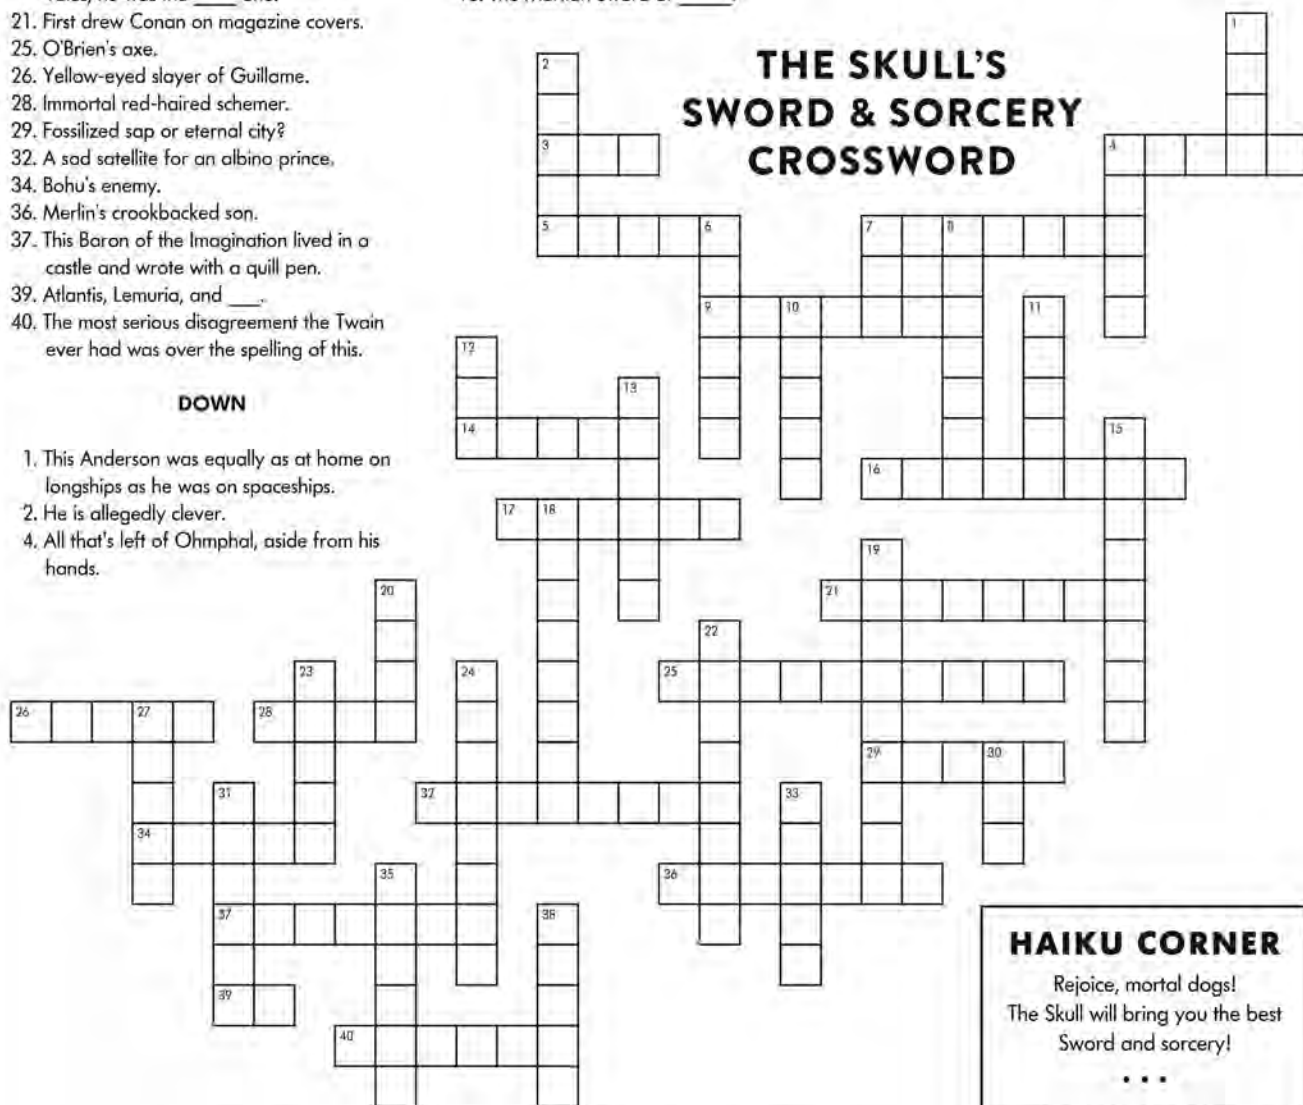 21. First drew Conan on magazine covers.
25. O'Brien's axe.
26. Yellow-eyed slayer of Guillame.
28. Immortal red-haired schemer.
29. Fossilized sap or eternal city?
32. A sad satellite for an albino prince.
34. Bohu's enemy.
36. Merlin's crookbacked son.
37. This Baron of the Imagination lived in a
castle and wrote with a quill pen.
39. Atlantis, Lemuria, and ___.
40. The most serious disagreement the Twain
ever had was over the spelling of this.
DOWN
1. This Anderson was equally as at home on
longships as he was on spaceships.
2. He is allegedly clever.
4. All that's left of Ohmphal, aside from his
hands.
THE SKULL'S
SWORD & SORCERY
CROSSWORD
1
2
3
4
5
6
7
8
9
10
11
12
13
14
15
16
17
18
19
20
21
22
23
24
25
26
27
28
29
30
31
32
33
34
35
36
37
38
39
40
HAIKU CORNER
Rejoice, mortal dogs!
The Skull will bring you the best
Sword and sorcery!
• • •